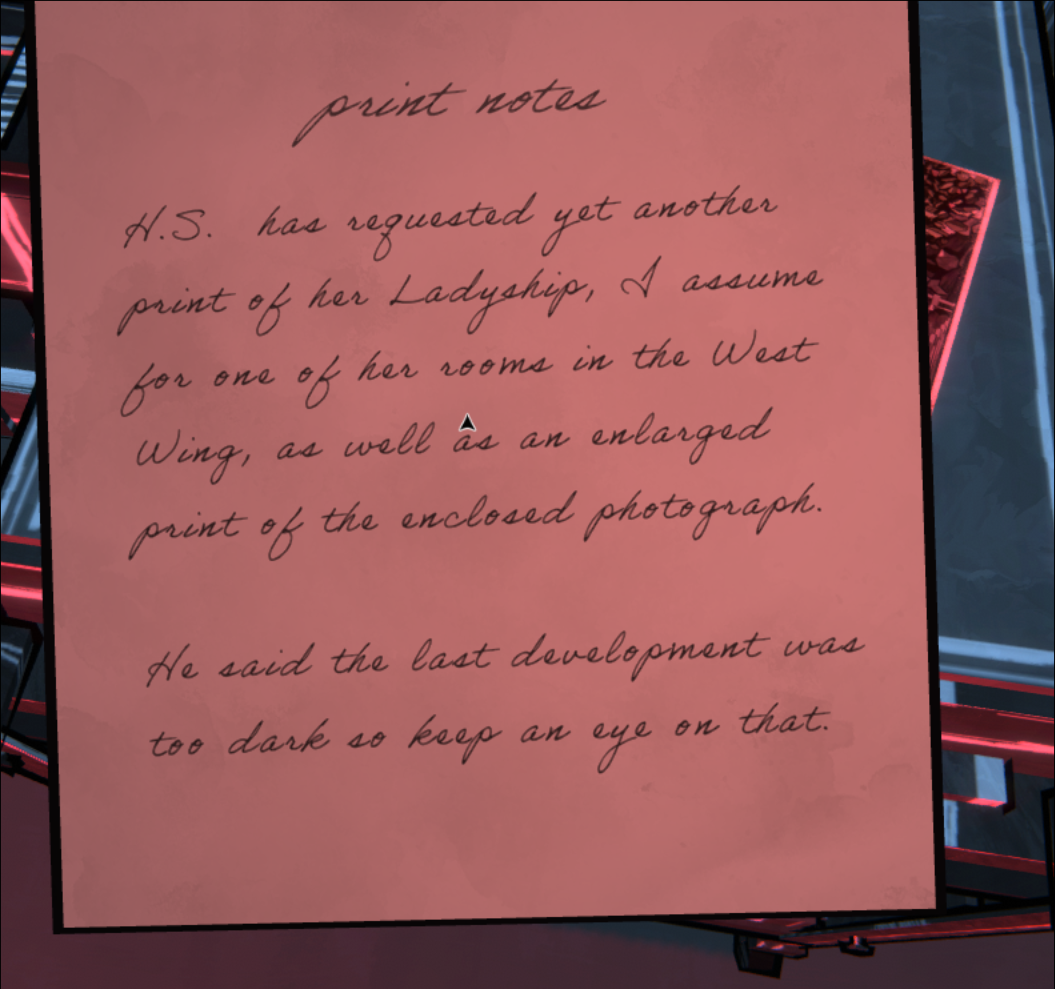 print notes
H.S. has requested yet another
print of her Ladyship, I assume
for one of her rooms in the West
Wing, as well as an enlarged
print of the enclosed photograph.
He said the last development was
too dark so keep an eye on that.